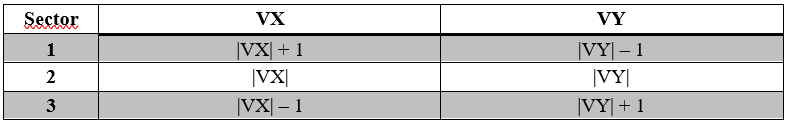 Sector VX VY
1 |VX| + 1 |VY| – 1
2 |VX| |VY|
3 |VX| – 1 |VY| + 1